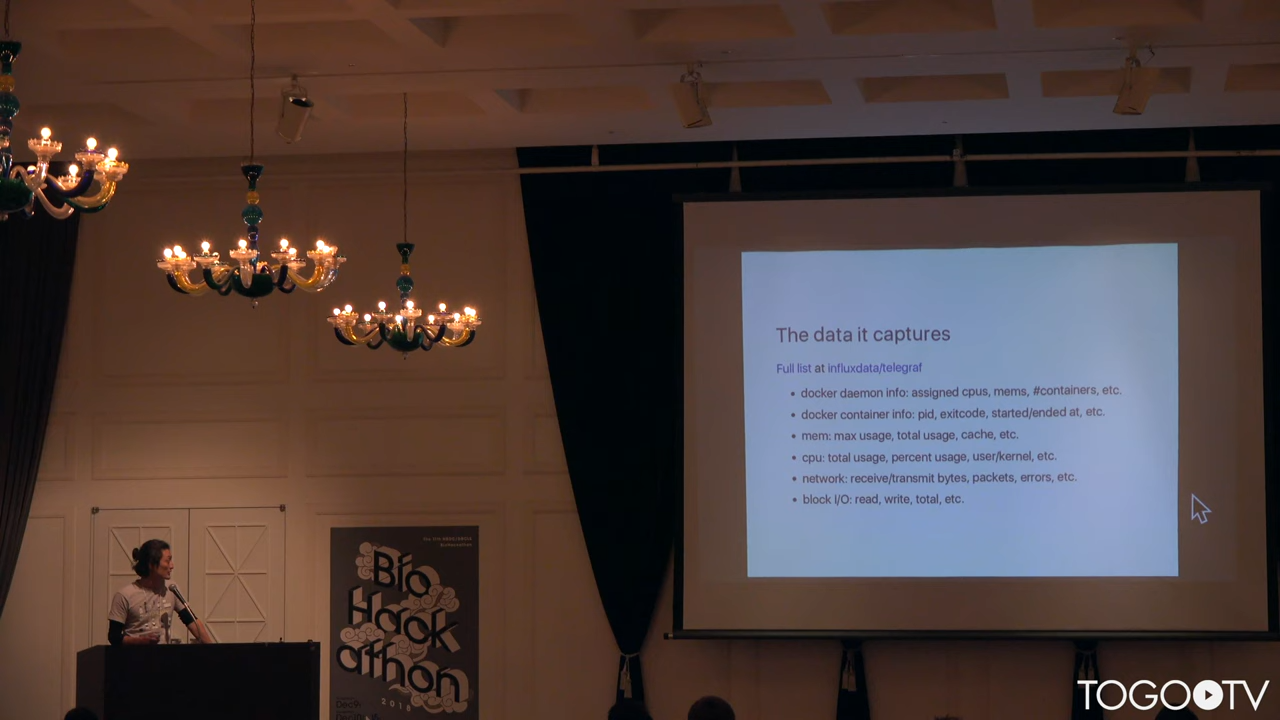 The data it captures
Full list at influxdata/telegraf
• docker daemon info: assigned cpus, mems, #containers, etc.
• docker container info: pid, exitcode, started/ended at, etc.
• mem: max usage, total usage, cache, etc.
• cpu: total usage, percent usage, user/kernel, etc.
• network: receive/transmit bytes, packets, errors, etc.
• block I/O: read, write, total, etc.
Bio
Hack
athon
2018
TOGOTV